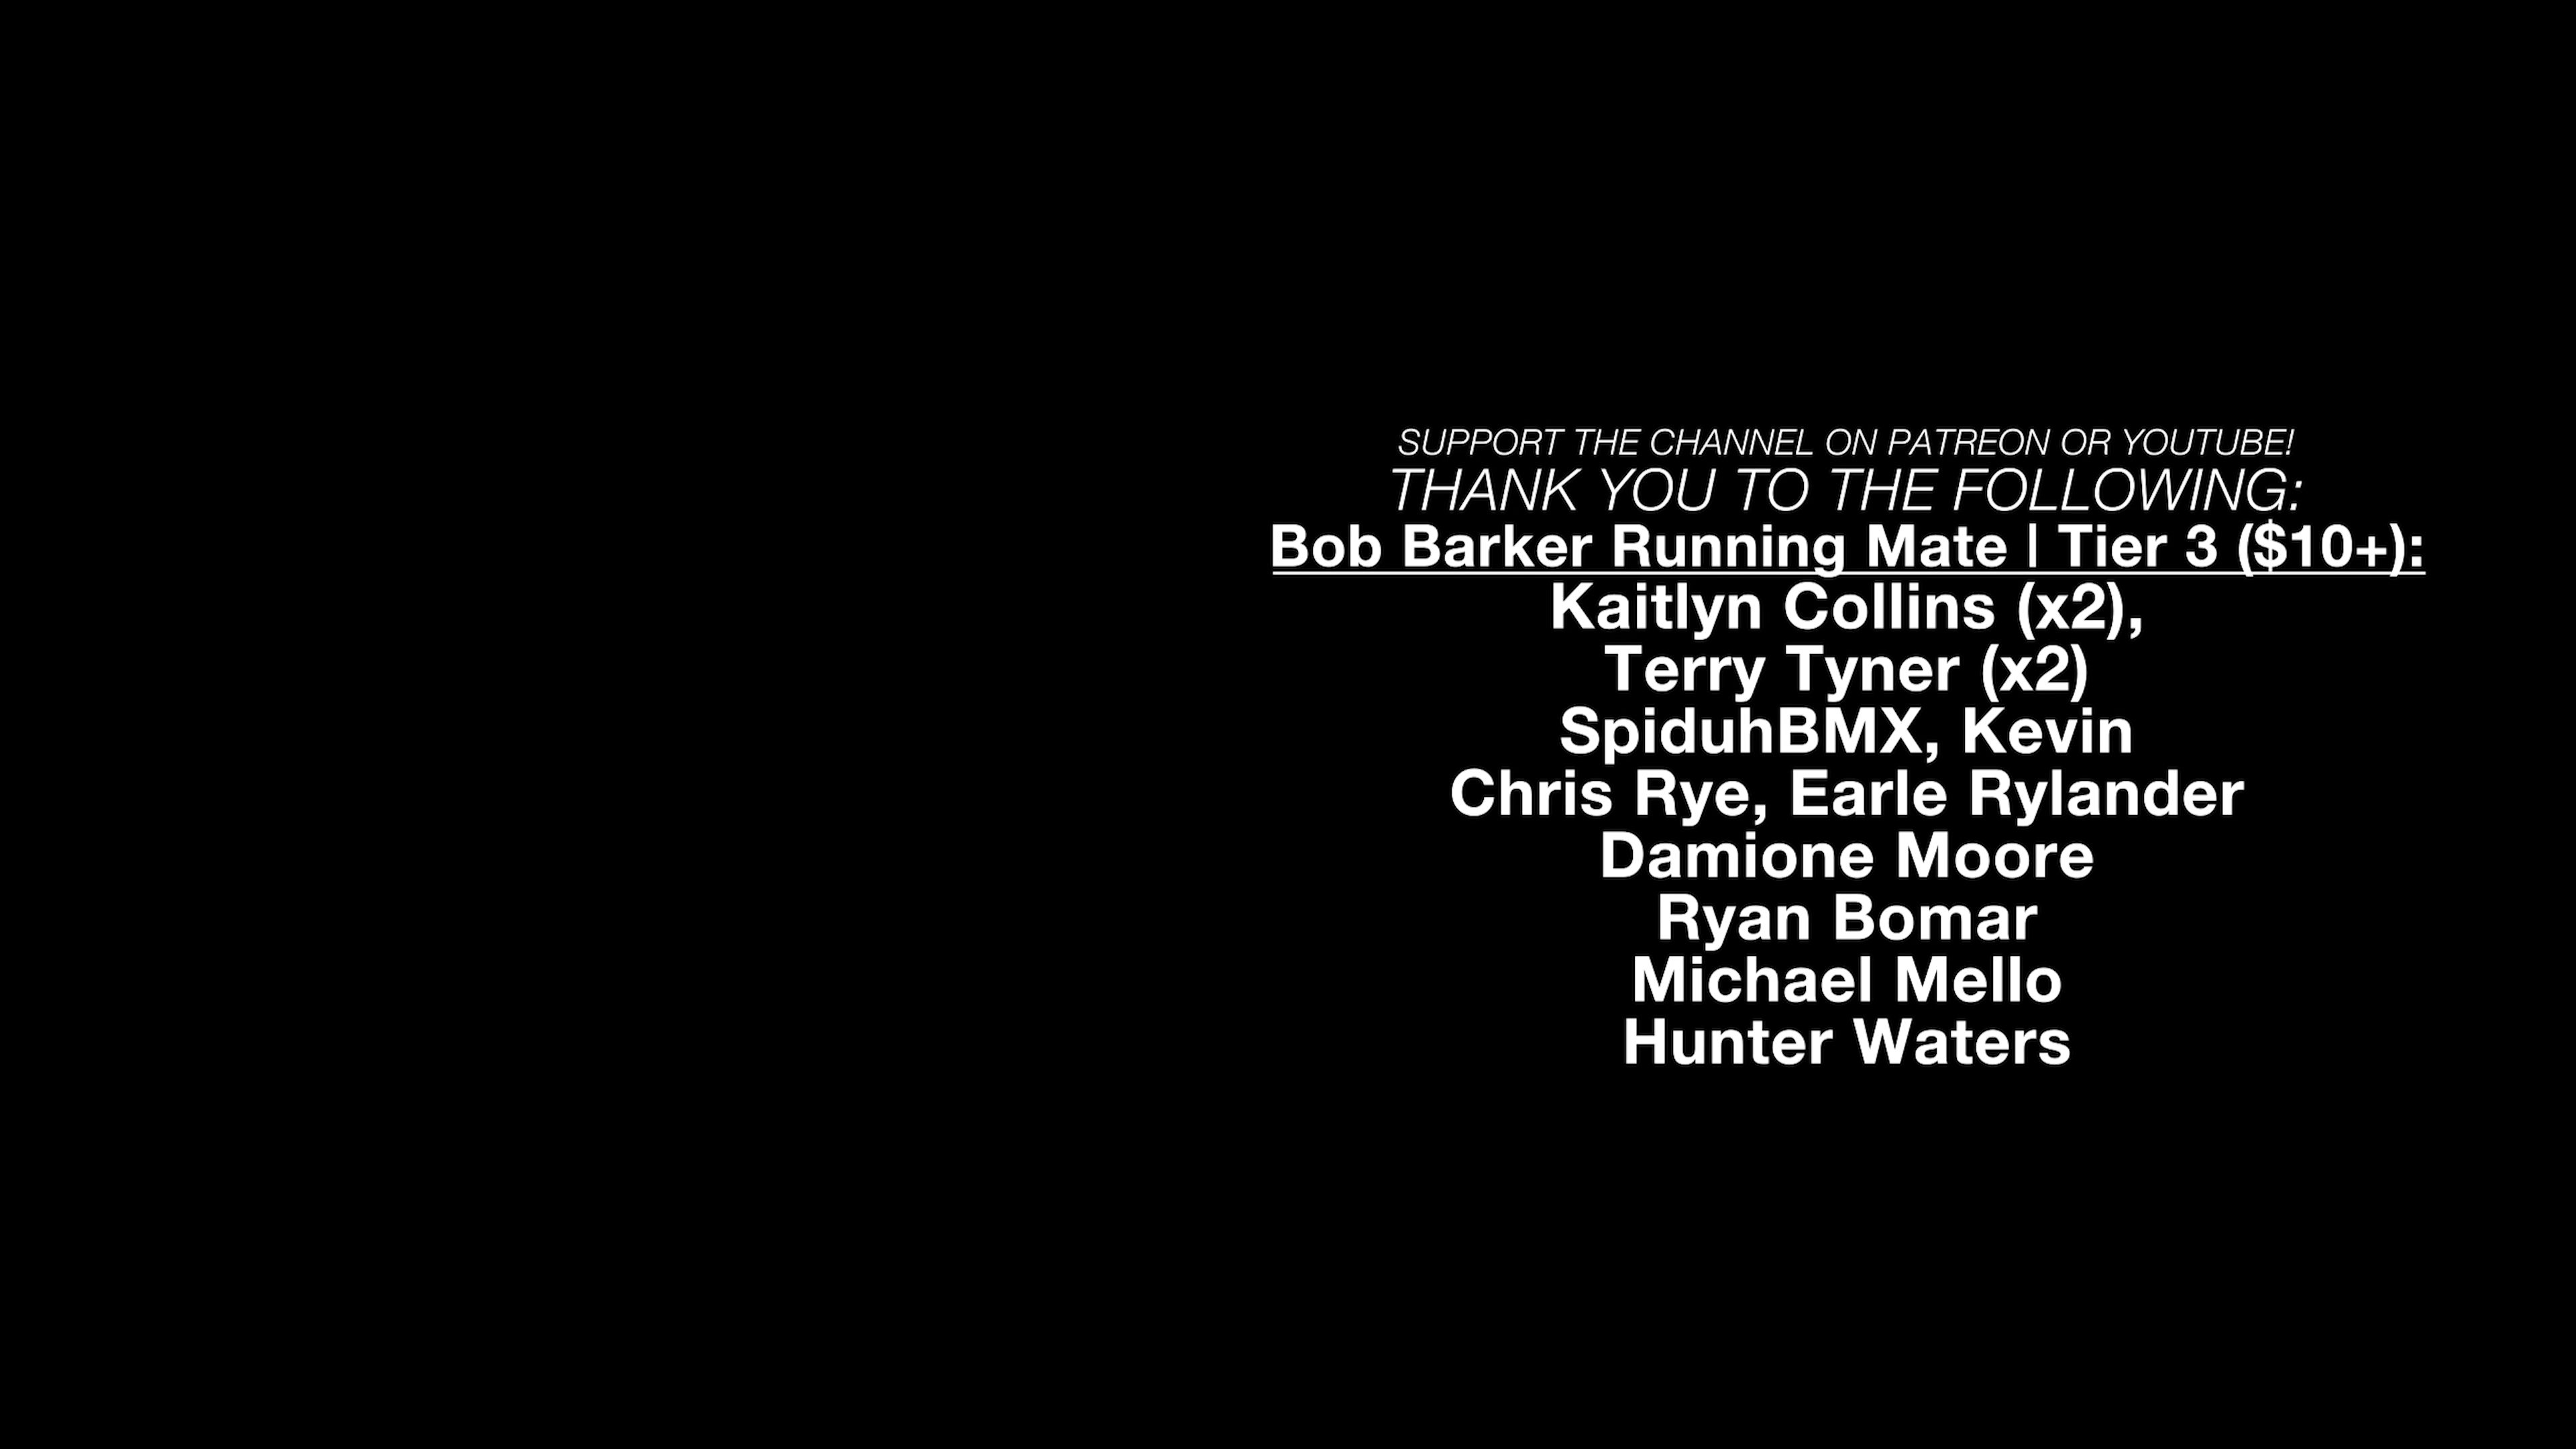 SUPPORT THE CHANNEL ON PATREON OR YOUTUBE!
THANK YOU TO THE FOLLOWING:
Bob Barker Running Mate | Tier 3 ($10+):
Kaitlyn Collins (x2),
Terry Tyner (x2)
SpiduhBMX, Kevin
Chris Rye, Earle Rylander
Damione Moore
Ryan Bomar
Michael Mello
Hunter Waters